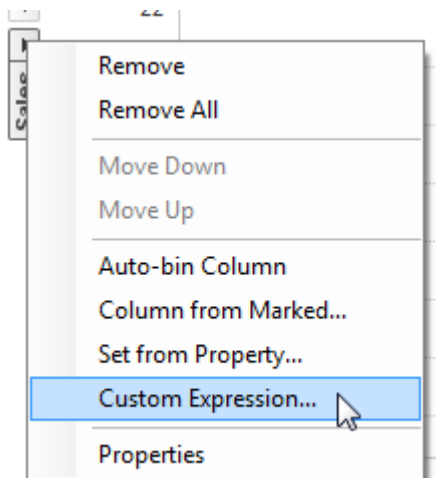 22
Sales
Remove
Remove All
Move Down
Move Up
Auto-bin Column
Column from Marked...
Set from Property...
Custom Expression...
Properties